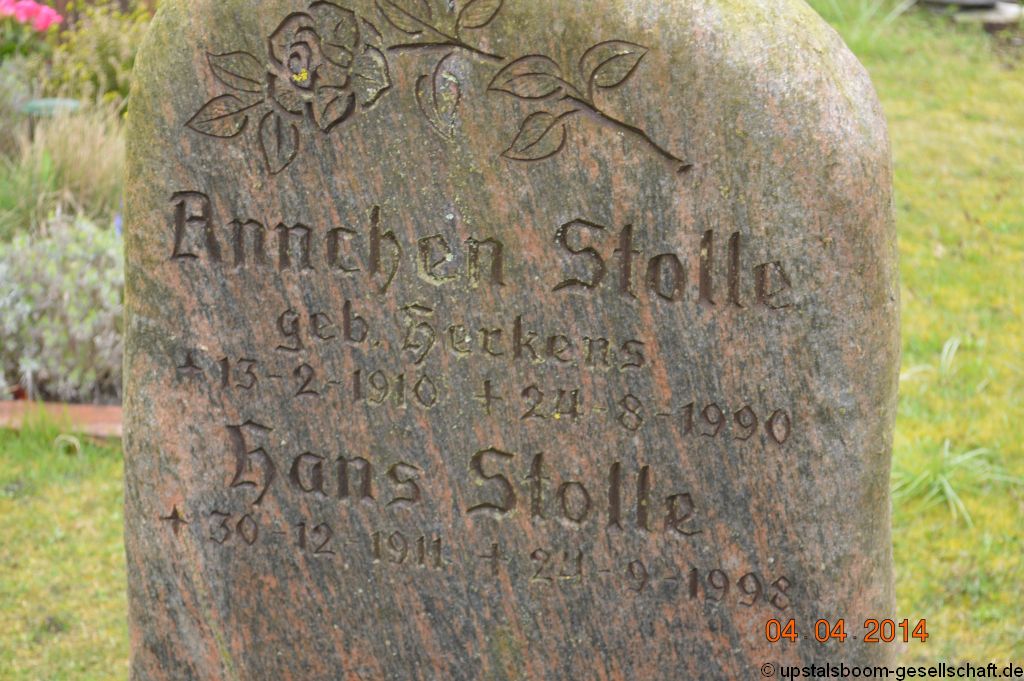 Annchen Stolle
geb. Herkens
* 13-2-1910 + 24-8-1990
Hans Stolle
* 30-12 1911 + 24-9-1998
04.04.2014
© upstalsboom-gesellschaft.de